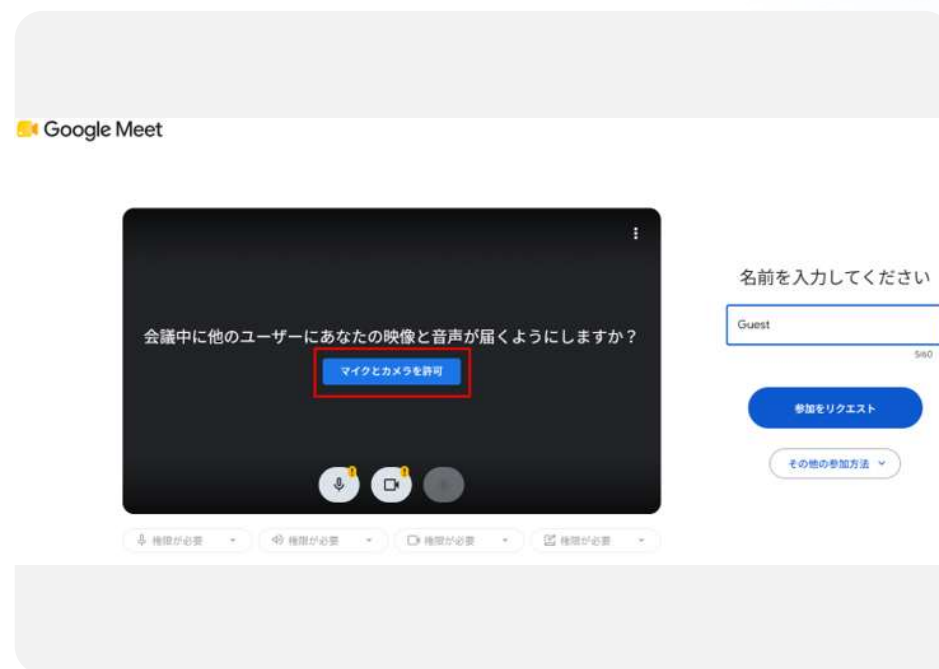 Google Meet
会議中に他のユーザーにあなたの映像と音声が届くようにしますか？
マイクとカメラを許可
権限が必要
権限が必要
権限が必要
権限が必要
名前を入力してください
Guest
5/60
参加をリクエスト
その他の参加方法